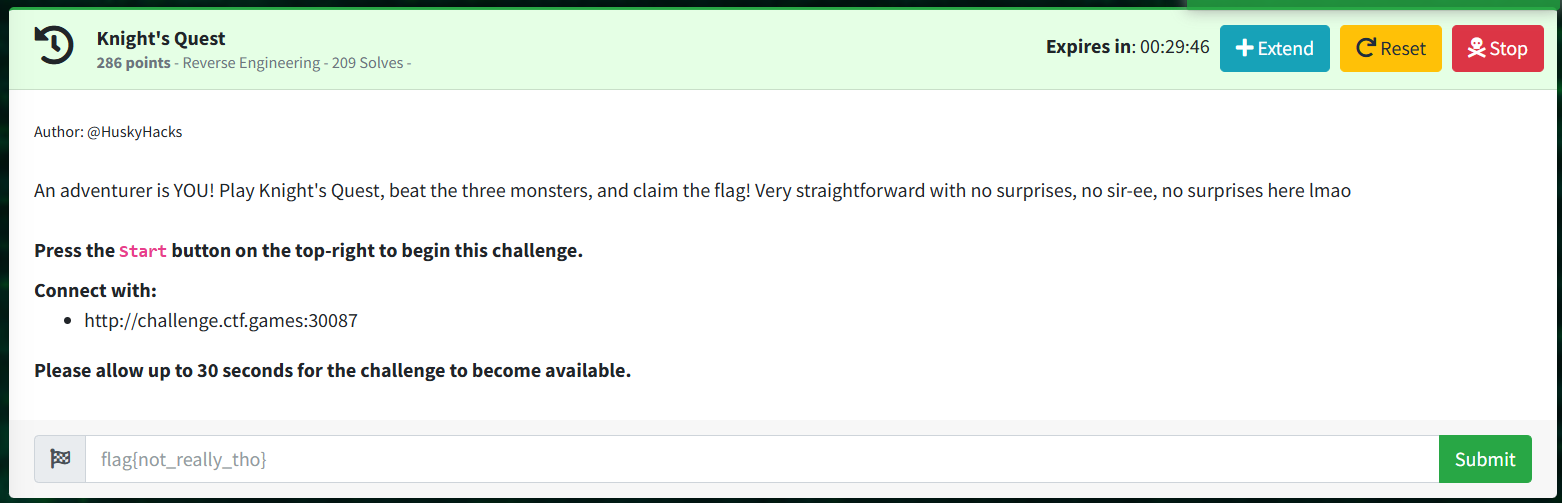 Knight's Quest
286 points - Reverse Engineering - 209 Solves -
Expires in: 00:29:46
Extend
Reset
Stop
Author: @HuskyHacks
An adventurer is YOU! Play Knight's Quest, beat the three monsters, and claim the flag! Very straightforward with no surprises, no sir-ee, no surprises here lmao
Press the Start button on the top-right to begin this challenge.
Connect with:
• http://challenge.ctf.games:30087
Please allow up to 30 seconds for the challenge to become available.
flag{not_really_tho}
Submit